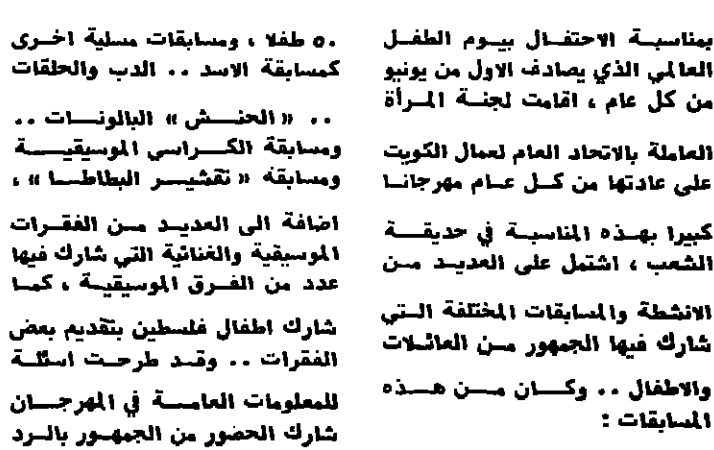 بمناسبة الاحتفال بيوم الطفل
العالمي الذي يصادف الاول من يونيو
من كل عام ، اقامت لجنة المرأة
العاملة بالاتحاد العام لعمال الكويت
على عادتها من كل عام مهرجانا
كبيرا بهذه المناسبة في حديقة
الشعب ، اشتمل على العديد من
الانشطة والمسابقات المختلفة التي
شارك فيها الجمهور من العائلات
والاطفال .. وكان من هذه
المسابقات :
٥٠ طفلا ، ومسابقات مسلية اخرى
كمسابقة الاسد .. الدب والحلقات
.. « الحنش » البالونات ..
ومسابقة الكراسي الموسيقية
ومسابقة « تقشير البطاطا » ،
اضافة الى العديد من الفقرات
الموسيقية والغنائية التي شارك فيها
عدد من الفرق الموسيقية ، كما
شارك اطفال فلسطين بتقديم بعض
الفقرات .. وقد طرحت اسئلة
للمعلومات العامة في المهرجان
شارك الحضور من الجمهور بالرد